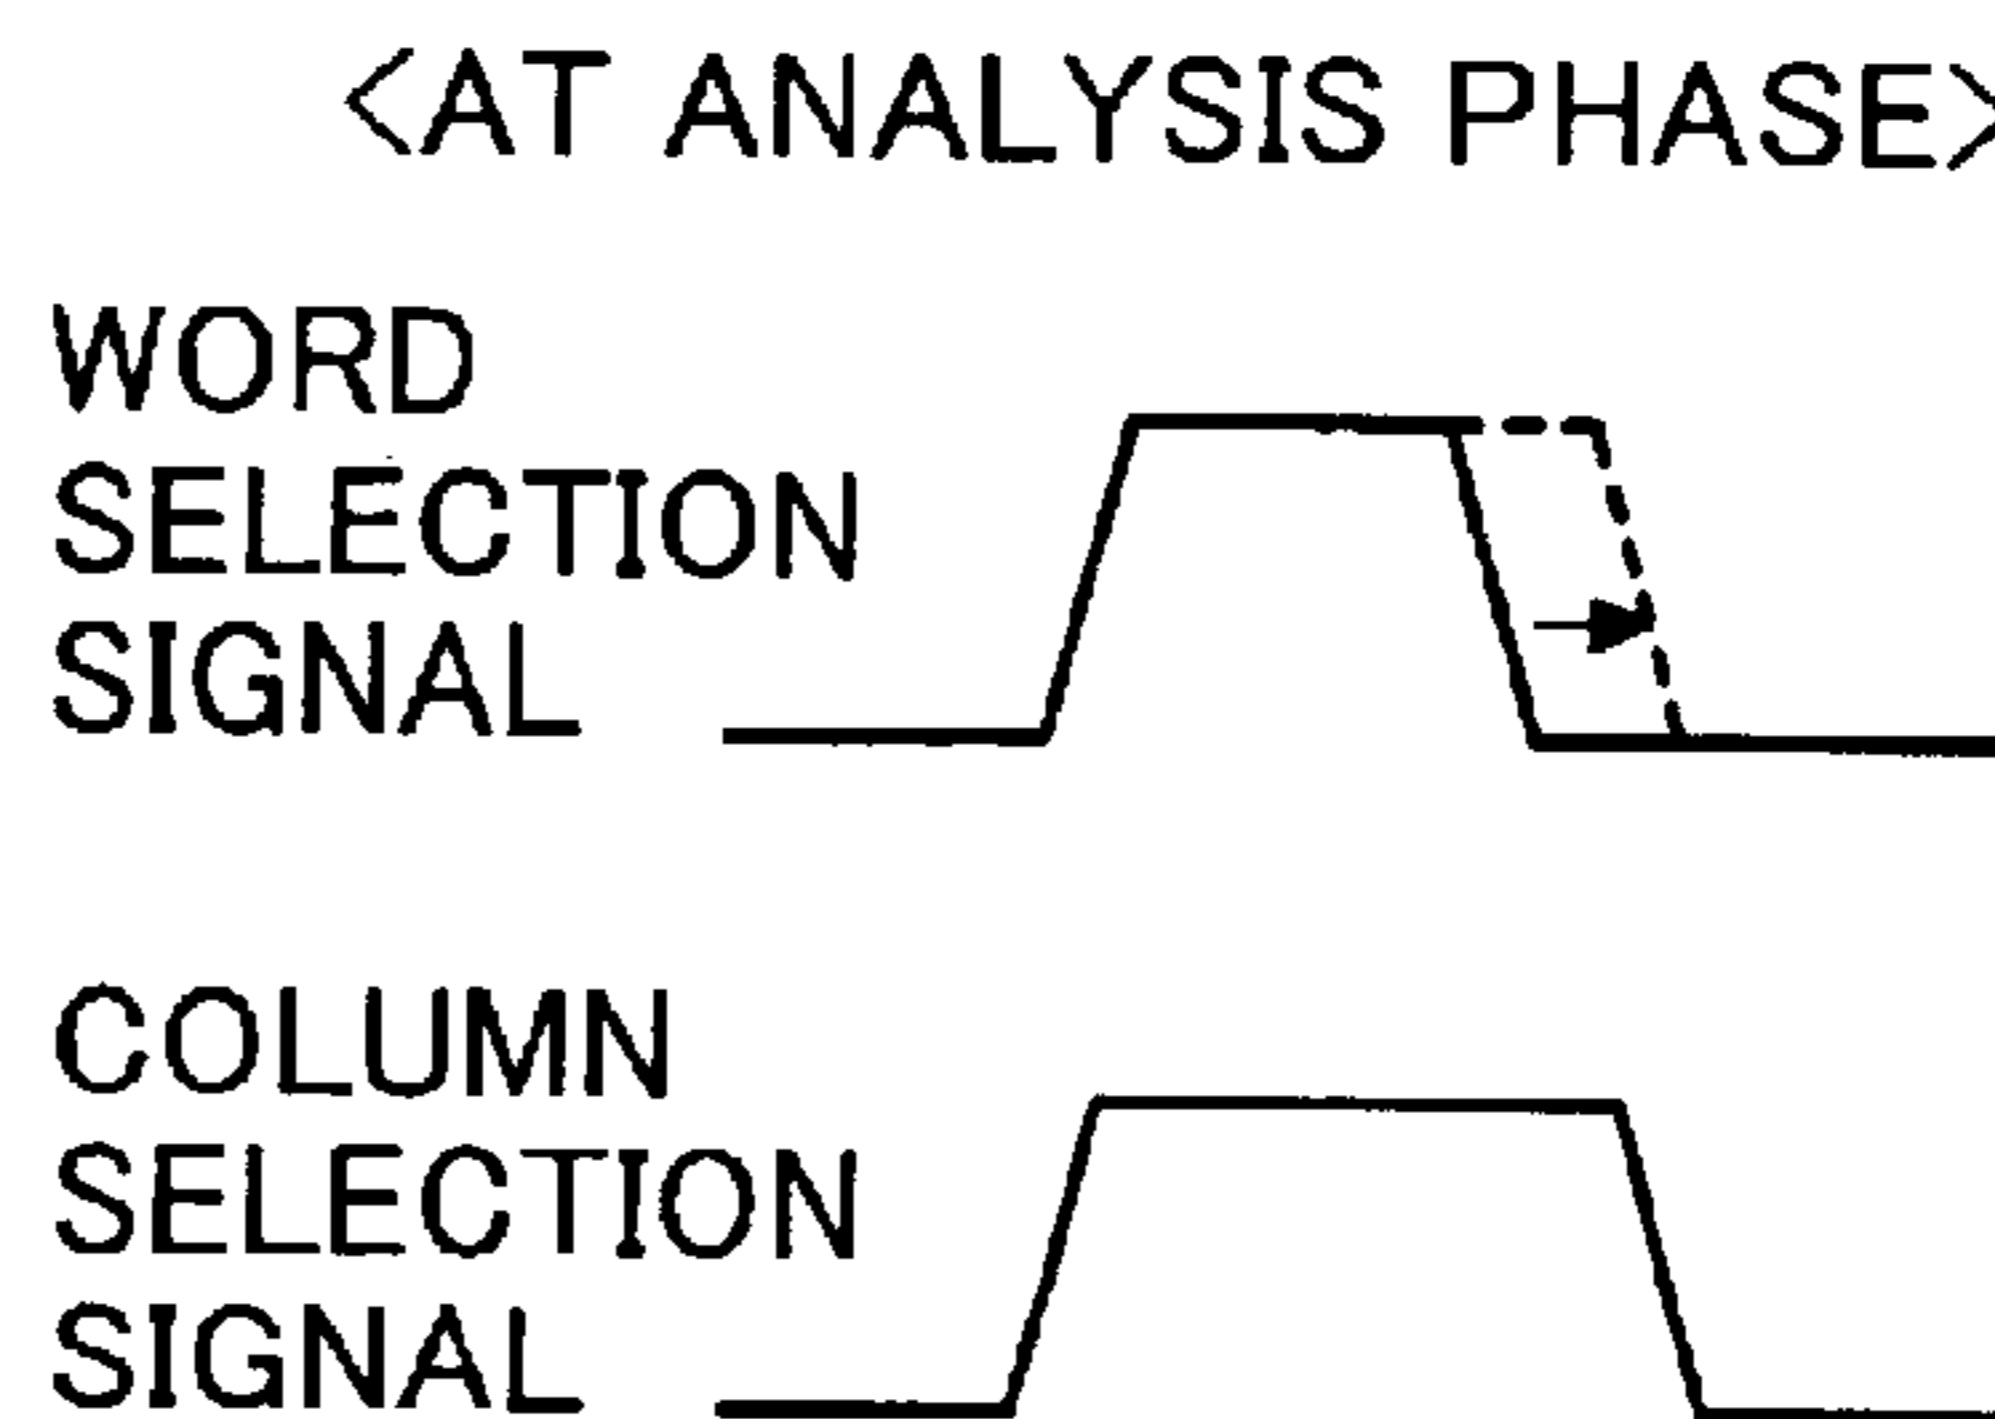 <AT ANALYSIS PHASE>
WORD
SELECTION
SIGNAL
COLUMN
SELECTION
SIGNAL